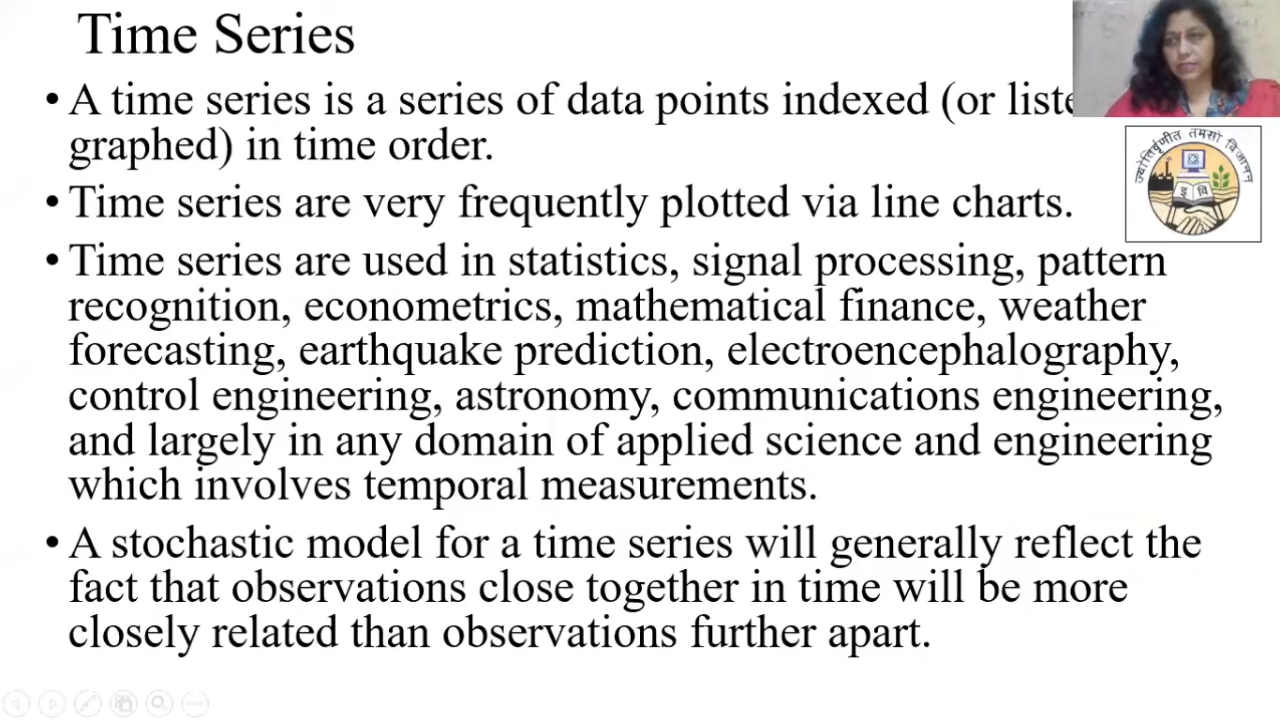 Time Series
• A time series is a series of data points indexed (or liste
graphed) in time order.
• Time series are very frequently plotted via line charts.
• Time series are used in statistics, signal processing, pattern
recognition, econometrics, mathematical finance, weather
forecasting, earthquake prediction, electroencephalography,
control engineering, astronomy, communications engineering,
and largely in any domain of applied science and engineering
which involves temporal measurements.
• A stochastic model for a time series will generally reflect the
fact that observations close together in time will be more
closely related than observations further apart.
ज्योतिर्वृणीत तमसो विजानन
इ वि